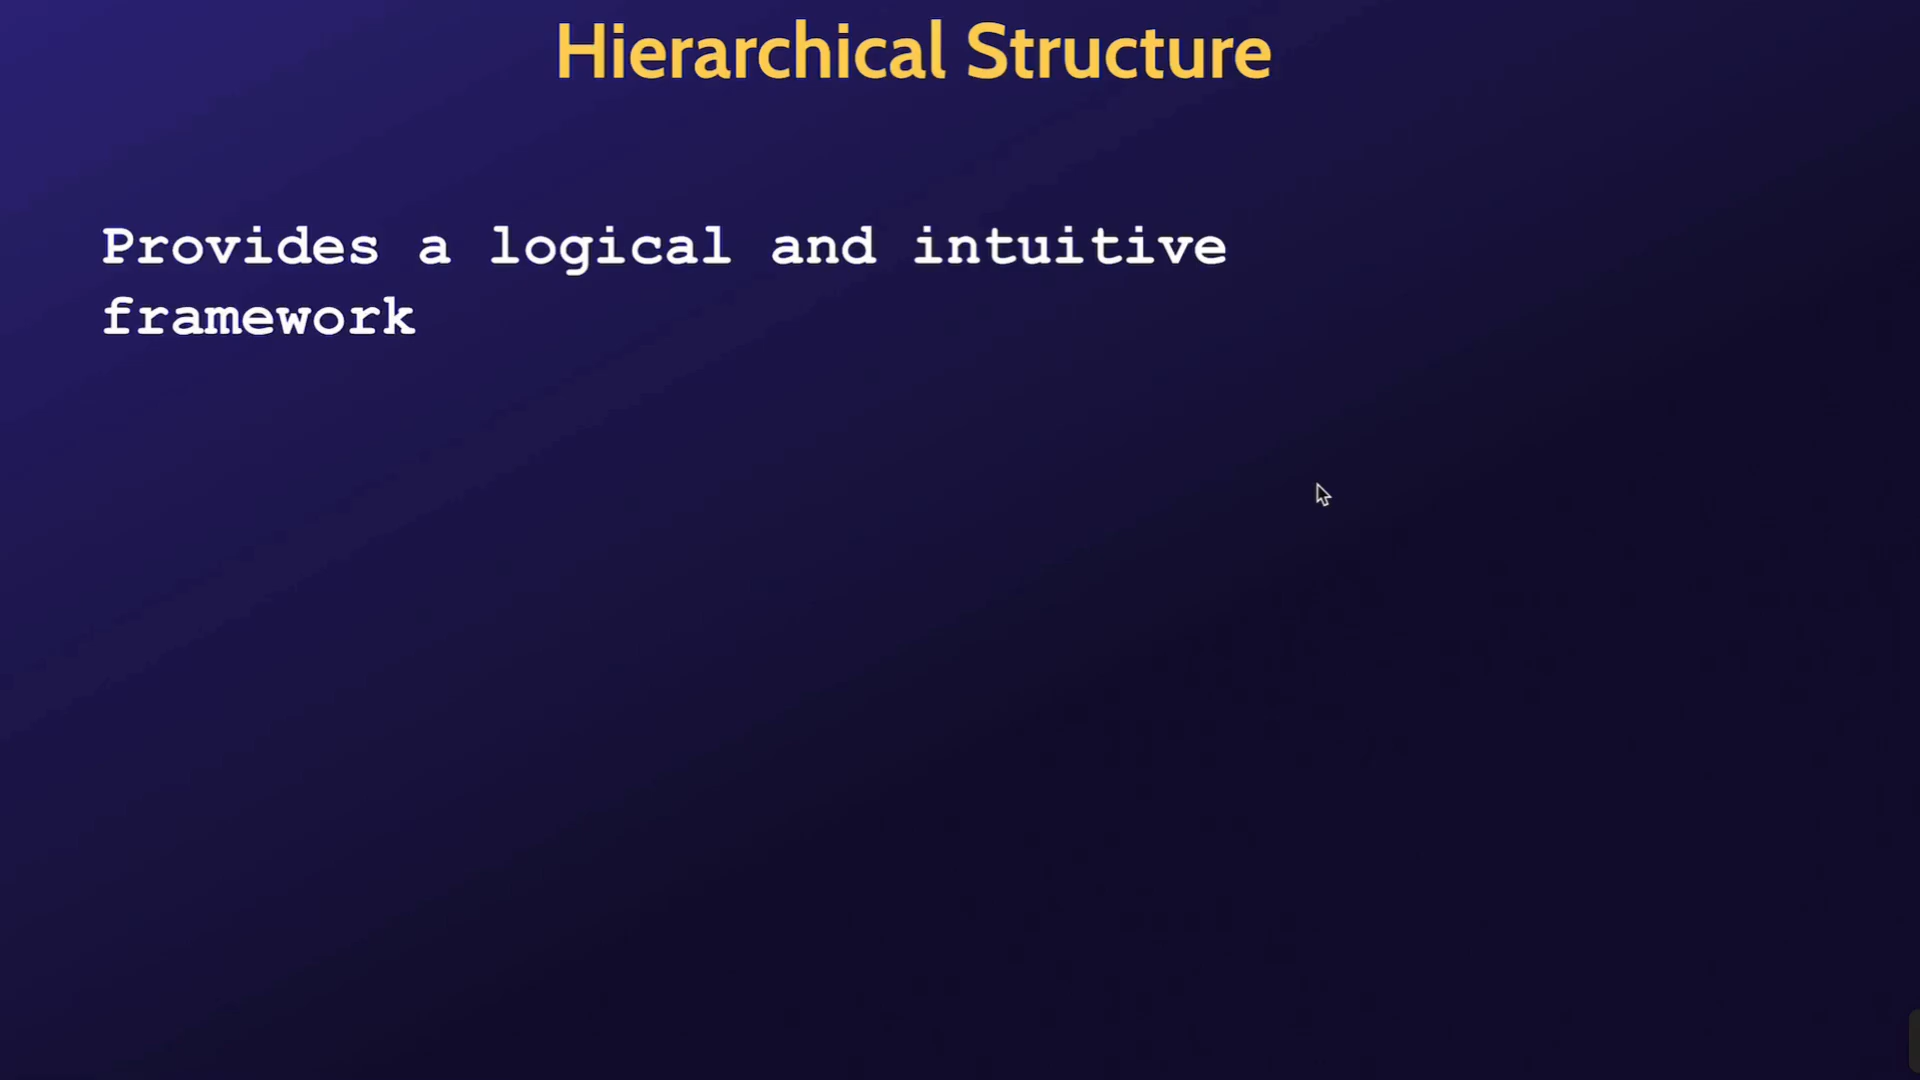 Hierarchical Structure
Provides a logical and intuitive
framework